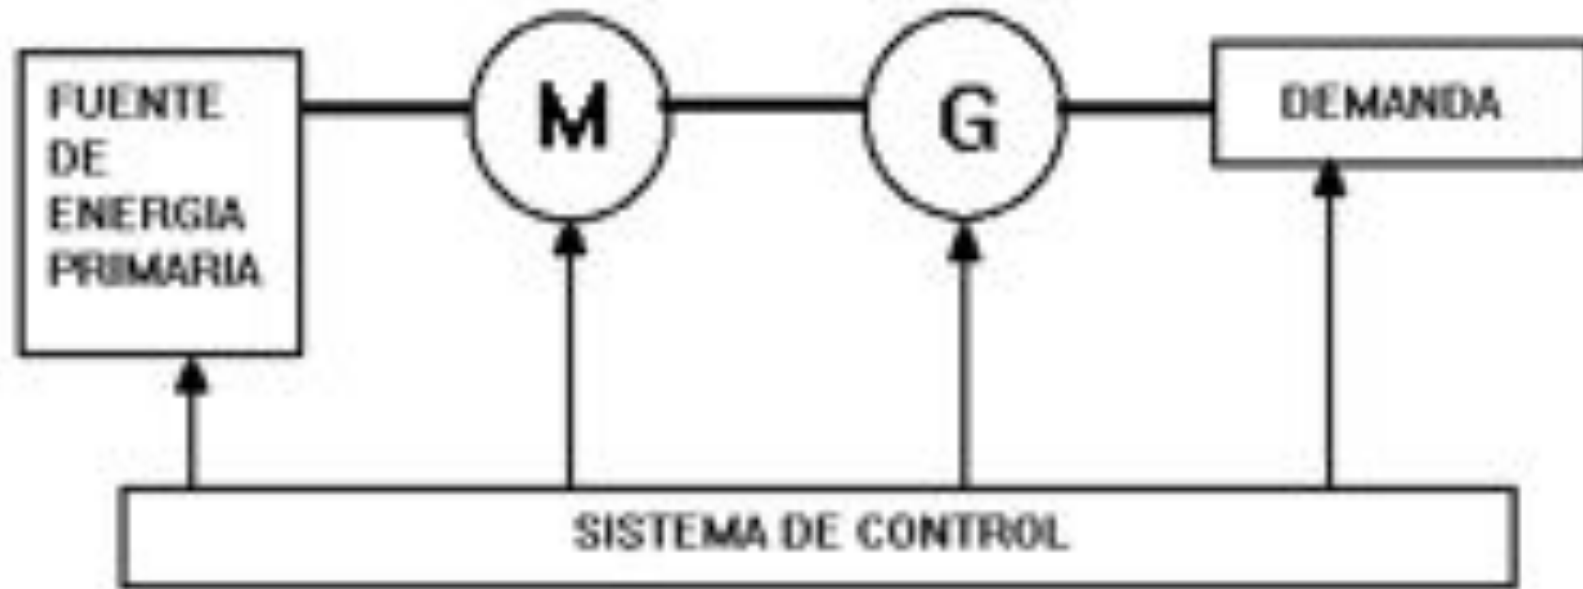 FUENTE
DE
ENERGIA
PRIMARIA
M
G
DEMANDA
SISTEMA DE CONTROL